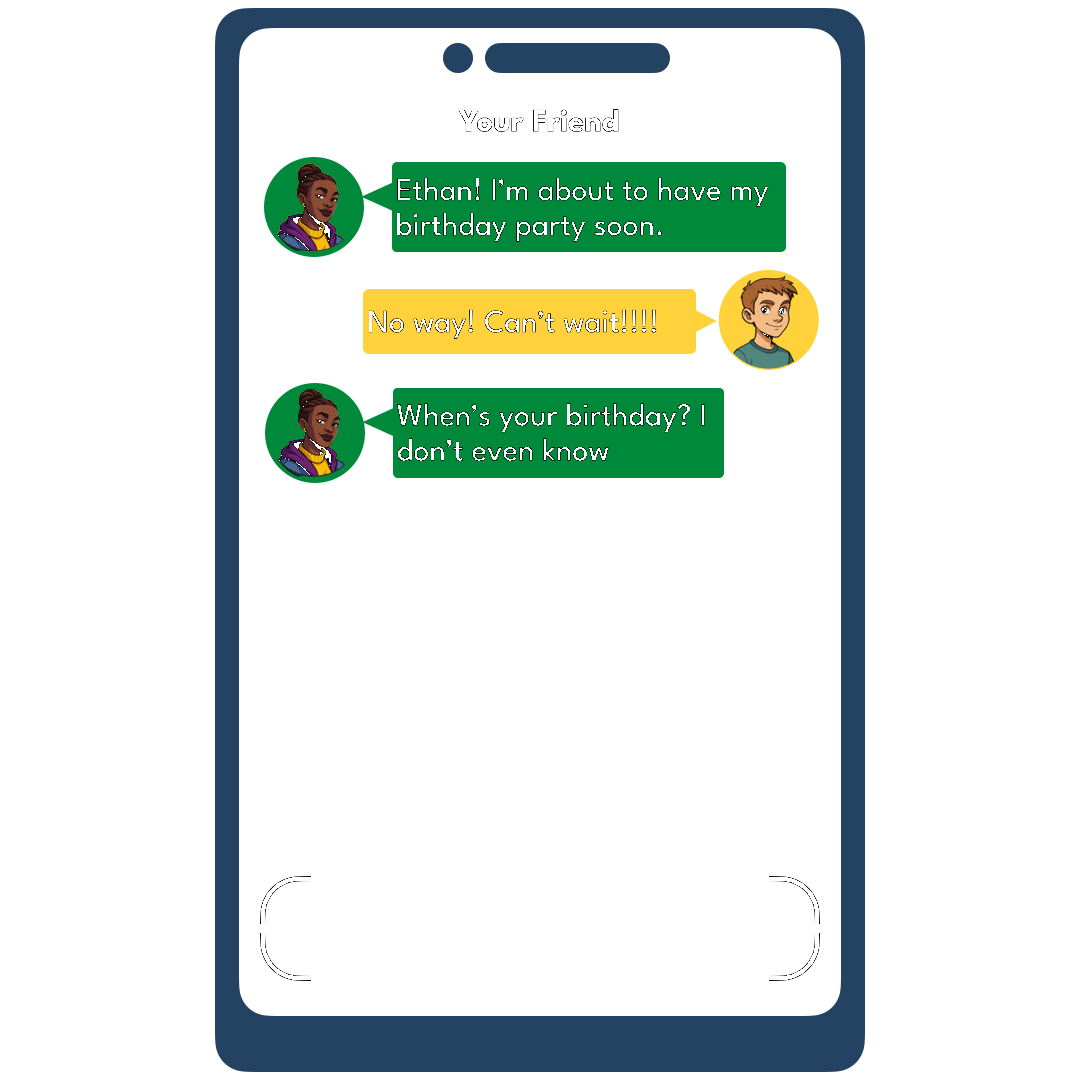 Your Friend
Ethan! I’m about to have my
birthday party soon.
No way! Can’t wait!!!!
When’s your birthday? I
don’t even know